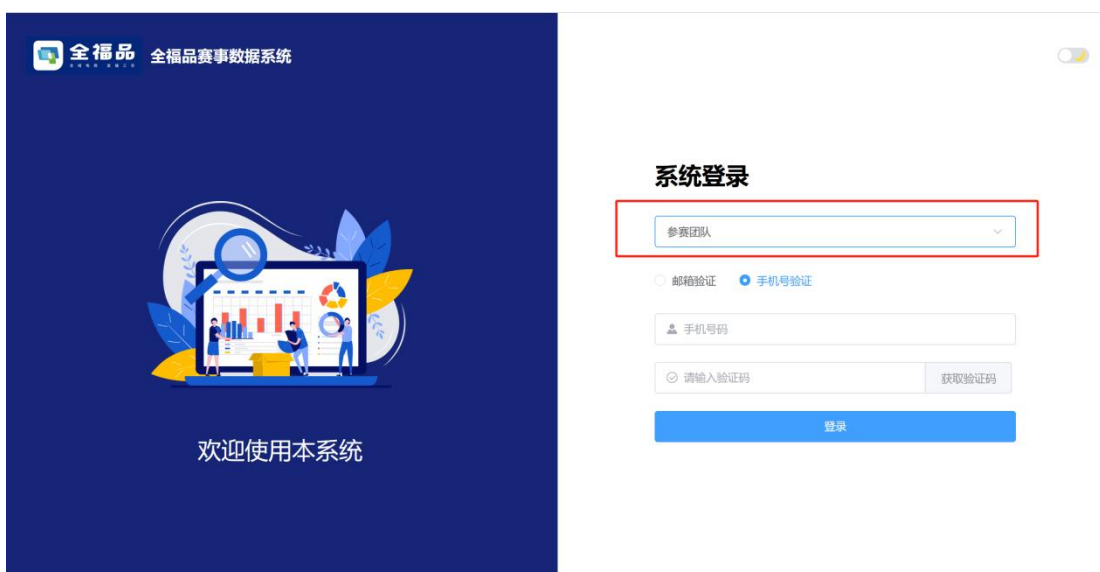 全福品
全福品赛事数据系统
欢迎使用本系统
系统登录
参赛团队
邮箱验证
手机号验证
手机号码
请输入验证码
获取验证码
登录